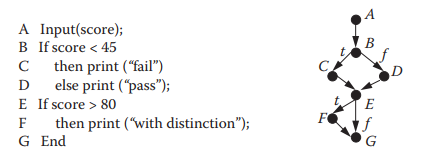 A Input(score);
B If score < 45
C then print (“fail”)
D else print (“pass”);
E If score > 80
F then print (“with distinction”);
G End
A
B
t
f
C
D
t
E
F
f
G